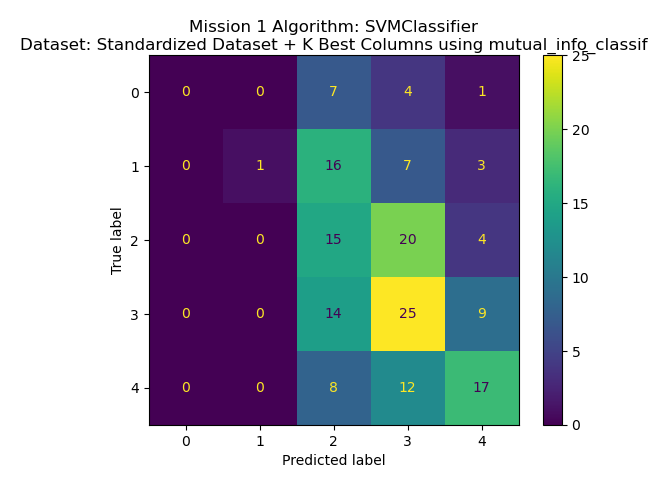 Mission 1 Algorithm: SVMClassifier
Dataset: Standardized Dataset + K Best Columns using mutual_info_classif
True label
0 0 0 7 4 1
1 0 1 16 7 3
2 0 0 15 20 4
3 0 0 14 25 9
4 0 0 8 12 17
0 1 2 3 4
Predicted label
25
20
15
10
5
0